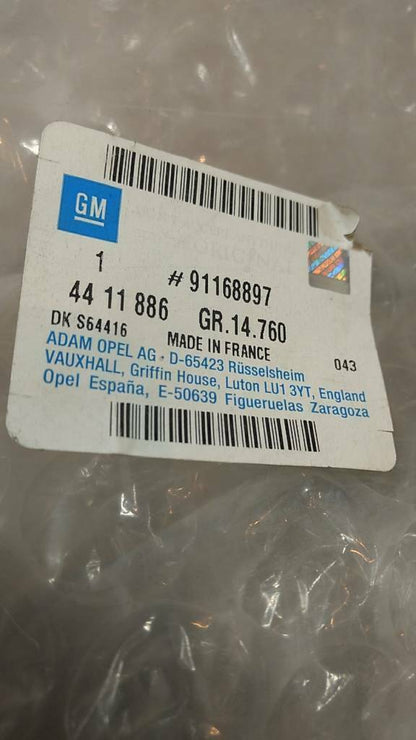 GM
1 # 91168897
44 11 886 GR.14.760
DK S64416 MADE IN FRANCE 043
ADAM OPEL AG · D-65423 Rüsselsheim
VAUXHALL, Griffin House, Luton LU1 3YT, England
Opel España, E-50639 Figueruelas Zaragoza